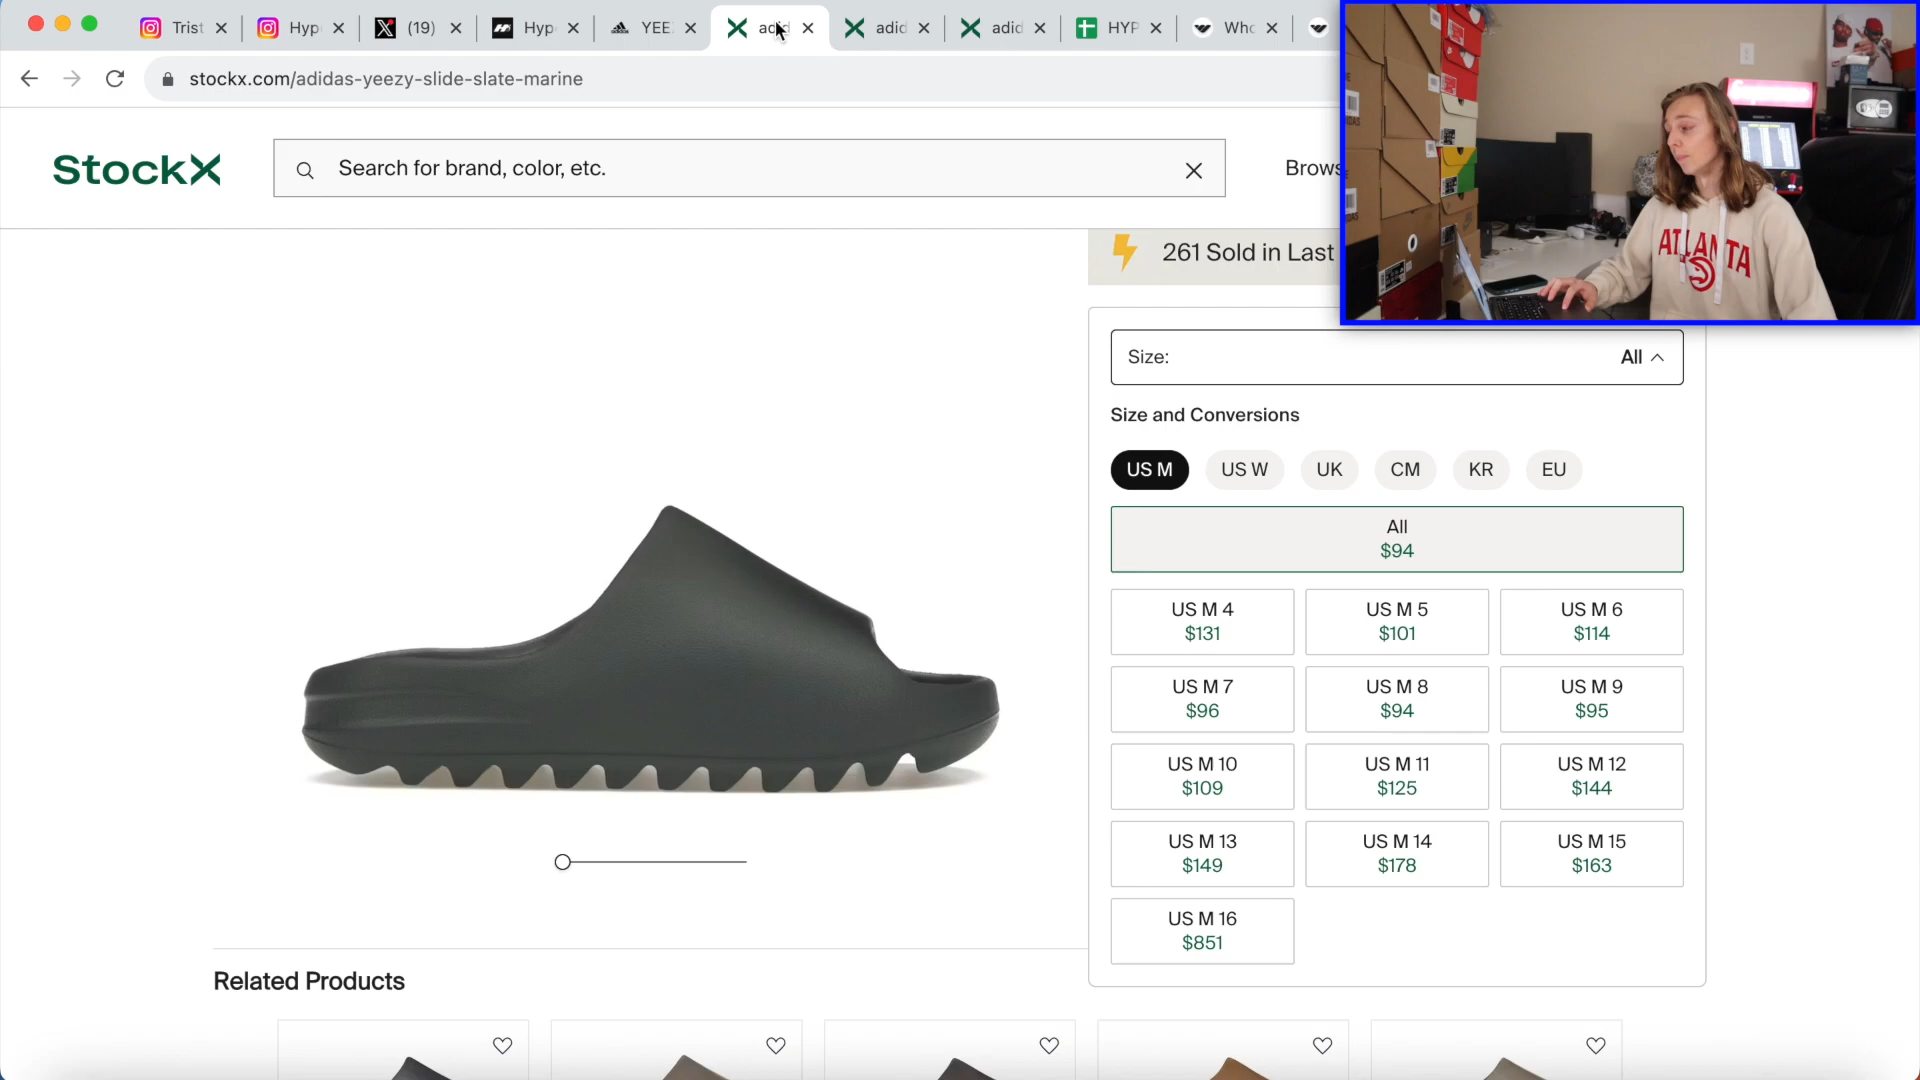 Trist
Hyp
(19)
Hyp
YEE
adid
adid
HYP
Who
stockx.com/adidas-yeezy-slide-slate-marine
StockX
Search for brand, color, etc.
Brows
261 Sold in Last
ATLANTA
Size:
All
Size and Conversions
US M
US W
UK
CM
KR
EU
All
$94
US M 4
US M 5
US M 6
$131
$101
$114
US M 7
US M 8
US M 9
$96
$94
$95
US M 10
US M 11
US M 12
$109
$125
$144
US M 13
US M 14
US M 15
$149
$178
$163
US M 16
$851
Related Products